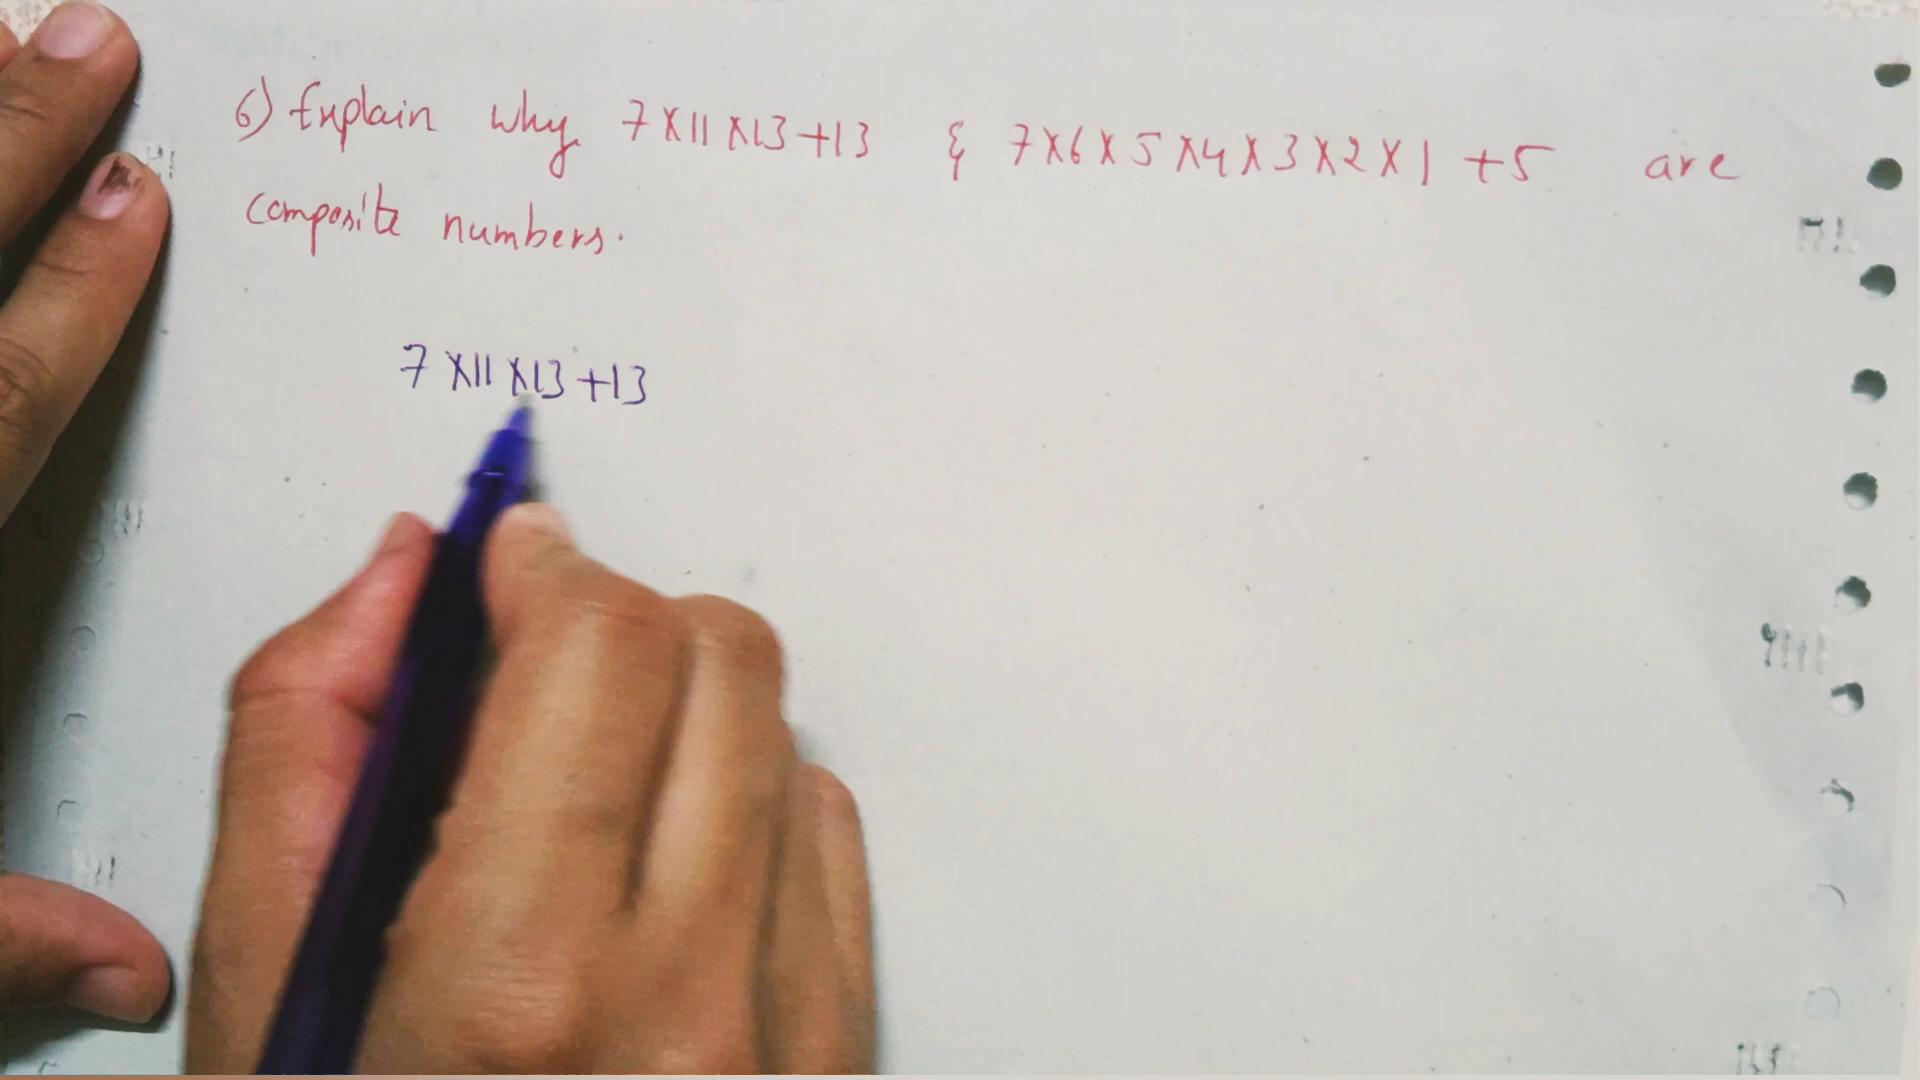 6) Explain why 7×11×13+13 & 7×6×5×4×3×2×1+5 are
composite numbers.
7×11×13+13